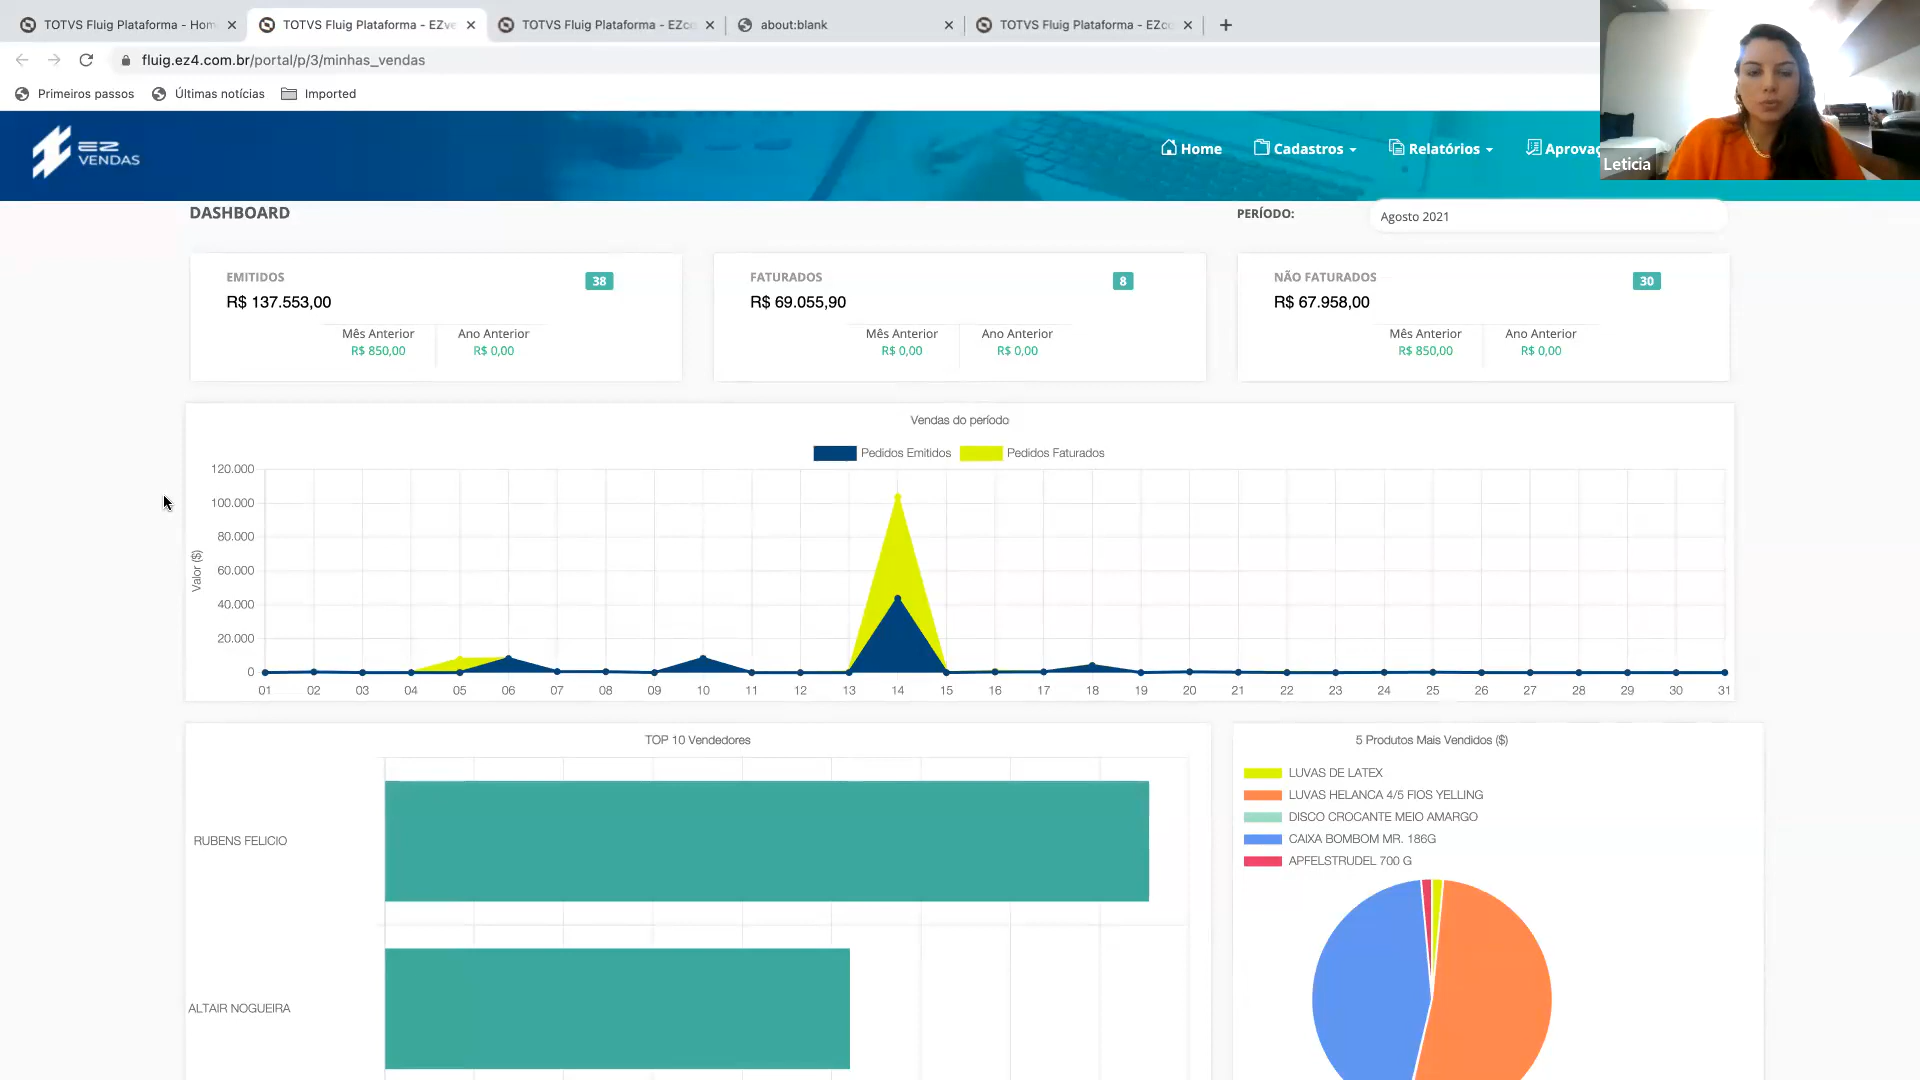 TOTVS Fluig Plataforma - Hom
TOTVS Fluig Plataforma - EZve
TOTVS Fluig Plataforma - EZco
about:blank
TOTVS Fluig Plataforma - EZco
fluig.ez4.com.br/portal/p/3/minhas_vendas
Primeiros passos
Últimas notícias
Imported
EZ VENDAS
Home
Cadastros
Relatórios
Aprovaç
Leticia
DASHBOARD
PERÍODO:
Agosto 2021
EMITIDOS
38
R$ 137.553,00
Mês Anterior
Ano Anterior
R$ 850,00
R$ 0,00
FATURADOS
8
R$ 69.055,90
Mês Anterior
Ano Anterior
R$ 0,00
R$ 0,00
NÃO FATURADOS
30
R$ 67.958,00
Mês Anterior
Ano Anterior
R$ 850,00
R$ 0,00
Vendas do período
Pedidos Emitidos
Pedidos Faturados
Valor ($)
120.000
100.000
80.000
60.000
40.000
20.000
0
01 02 03 04 05 06 07 08 09 10 11 12 13 14 15 16 17 18 19 20 21 22 23 24 25 26 27 28 29 30 31
TOP 10 Vendedores
RUBENS FELICIO
ALTAIR NOGUEIRA
5 Produtos Mais Vendidos ($)
LUVAS DE LATEX
LUVAS HELANCA 4/5 FIOS YELLING
DISCO CROCANTE MEIO AMARGO
CAIXA BOMBOM MR. 186G
APFELSTRUDEL 700 G